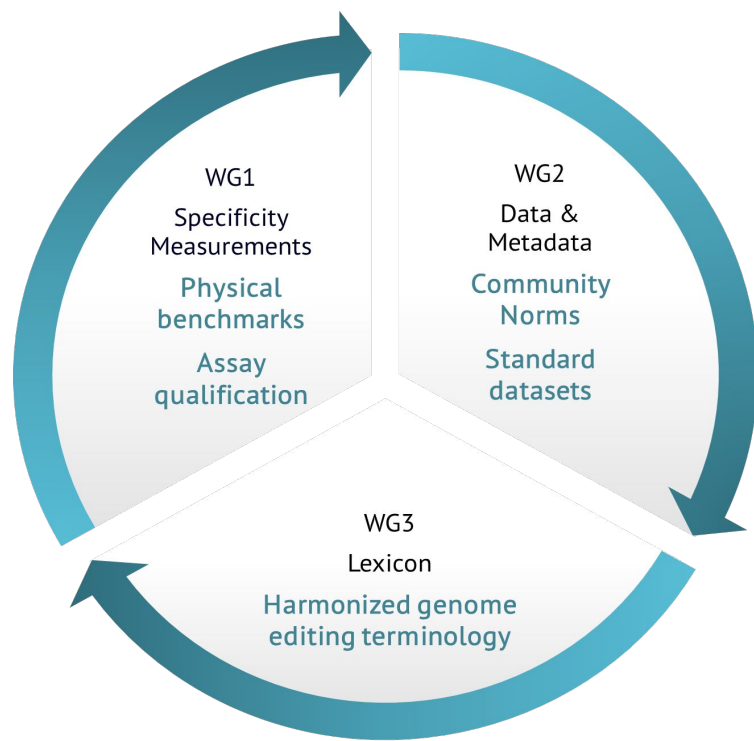 WG1
Specificity
Measurements
Physical
benchmarks
Assay
qualification
WG2
Data &
Metadata
Community
Norms
Standard
datasets
WG3
Lexicon
Harmonized genome
editing terminology